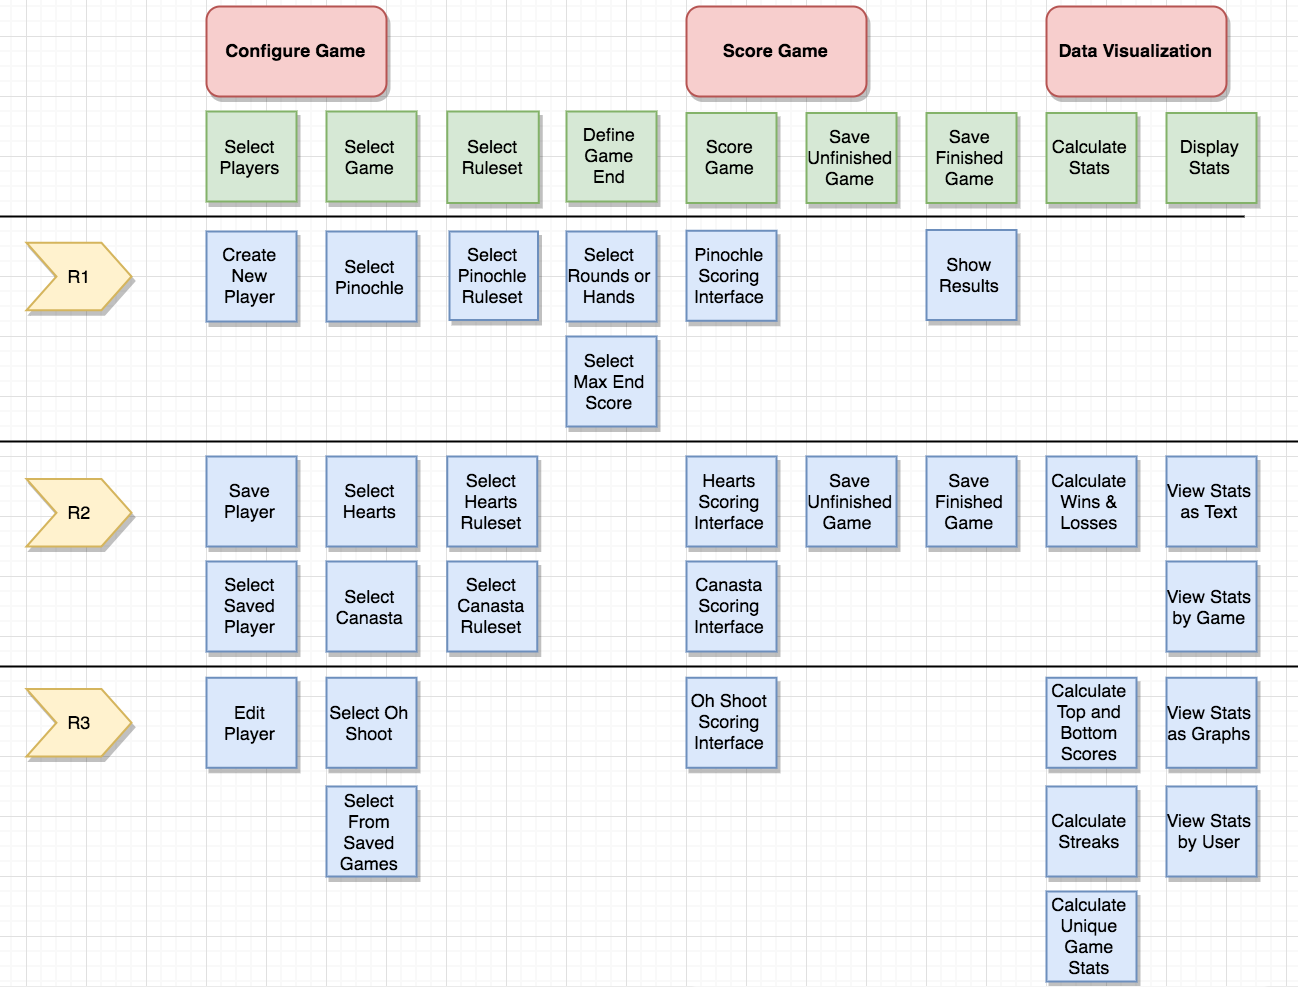 Configure Game
Score Game
Data Visualization
Select
Players
Select
Game
Select
Ruleset
Define
Game
End
Score
Game
Save
Unfinished
Game
Save
Finished
Game
Calculate
Stats
Display
Stats
R1
Create
New
Player
Select
Pinochle
Select
Pinochle
Ruleset
Select
Rounds or
Hands
Pinochle
Scoring
Interface
Show
Results
Select
Max End
Score
R2
Save
Player
Select
Hearts
Select
Hearts
Ruleset
Hearts
Scoring
Interface
Save
Unfinished
Game
Save
Finished
Game
Calculate
Wins &
Losses
View Stats
as Text
Select
Saved
Player
Select
Canasta
Select
Canasta
Ruleset
Canasta
Scoring
Interface
View Stats
by Game
R3
Edit
Player
Select Oh
Shoot
Oh Shoot
Scoring
Interface
Calculate
Top and
Bottom
Scores
View Stats
as Graphs
Select
From
Saved
Games
Calculate
Streaks
View Stats
by User
Calculate
Unique
Game
Stats